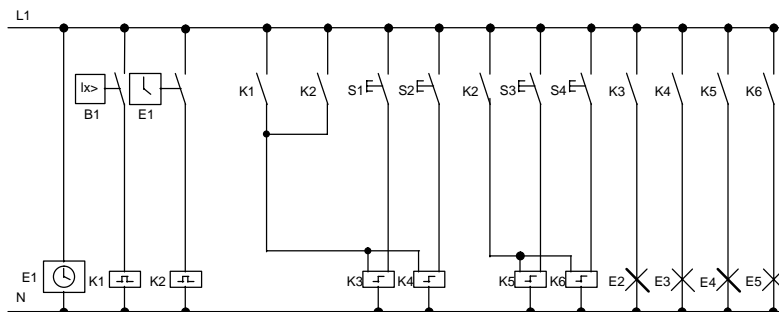 L1
K1 K2 S1 S2 K2 S3 S4 K3 K4 K5 K6
lx>
B1 E1
E1 K1 K2 K3 K4 K5 K6 E2 E3 E4 E5
N